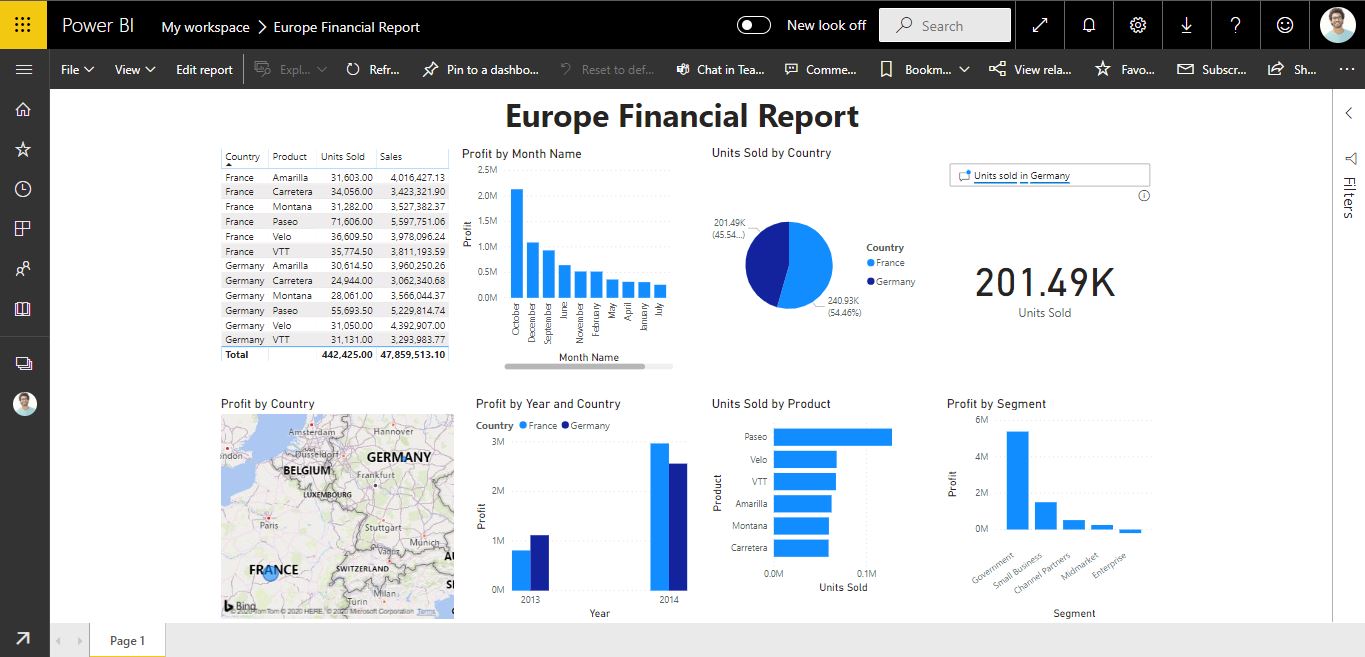 Power BI My workspace Europe Financial Report New look off Search
File View Edit report Expl... Refr... Pin to a dashbo... Reset to def... Chat in Tea... Comme... Bookm... View rela... Favo... Subscr... Sh... ...
Europe Financial Report
Country Product Units Sold Sales
France Amarilla 31,603.00 4,016,427.13
France Carretera 34,056.00 3,423,321.90
France Montana 31,282.00 3,527,382.37
France Paseo 71,606.00 5,597,751.06
France Velo 36,609.50 3,978,096.24
France VTT 35,774.50 3,811,193.59
Germany Amarilla 30,614.50 3,960,250.26
Germany Carretera 24,944.00 3,062,340.68
Germany Montana 28,061.00 3,566,044.37
Germany Paseo 55,693.50 5,229,814.74
Germany Velo 31,050.00 4,392,907.00
Germany VTT 31,131.00 3,293,983.77
Total 442,425.00 47,859,513.10
Profit by Month Name
2.5M
2.0M
1.5M
1.0M
0.5M
0.0M
Profit
October December September June November February May April January July
Month Name
Units Sold by Country
201.49K
(45.54...)
240.93K
(54.46%)
Country
France
Germany
Units sold in Germany
201.49K
Units Sold
Filters
Profit by Country
Amsterdam Hannover
ondon
Düsseldorf
GERMANY
BELGIUM
Frankfurt
LUXEMBOURG
Paris
Stuttgart
Munich
Vaduz
FRANCE
SWITZERLAND
Milan
Turin
Bing
© 2020 TomTom © 2020 HERE, © 2020 Microsoft Corporation Terms
Profit by Year and Country
Country France Germany
3M
2M
1M
0M
Profit
2013 2014
Year
Units Sold by Product
Paseo
Velo
VTT
Amarilla
Montana
Carretera
Product
0.0M 0.1M
Units Sold
Profit by Segment
6M
4M
2M
0M
Profit
Government Small Business Channel Partners Midmarket Enterprise
Segment
Page 1